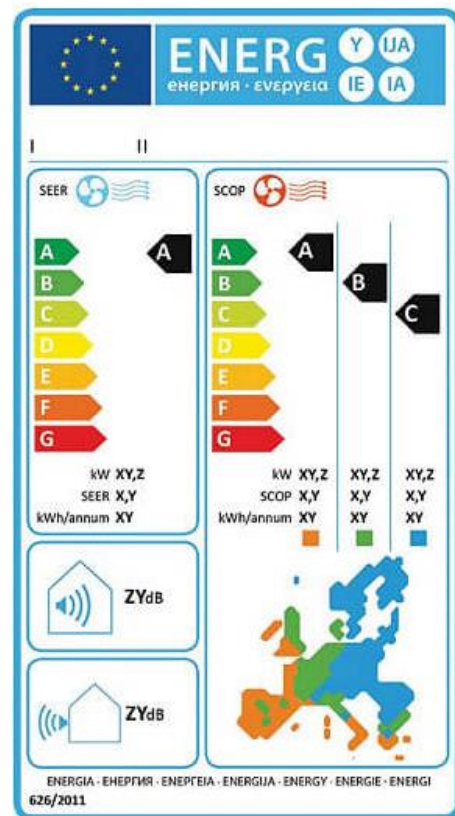 ENERG Y IJA
енергия · ενεργεια IE IA
I II
SEER
A A
B
C
D
E
F
G
kW XY,Z
SEER X,Y
kWh/annum XY
SCOP
A A
B B
C C
D
E
F
G
kW XY,Z XY,Z XY,Z
SCOP X,Y X,Y X,Y
kWh/annum XY XY XY
ZYdB
ZYdB
ENERGIA · ЕНЕРГИЯ · ΕΝΕΡΓΕΙΑ · ENERGIJA · ENERGY · ENERGIE · ENERGI
626/2011